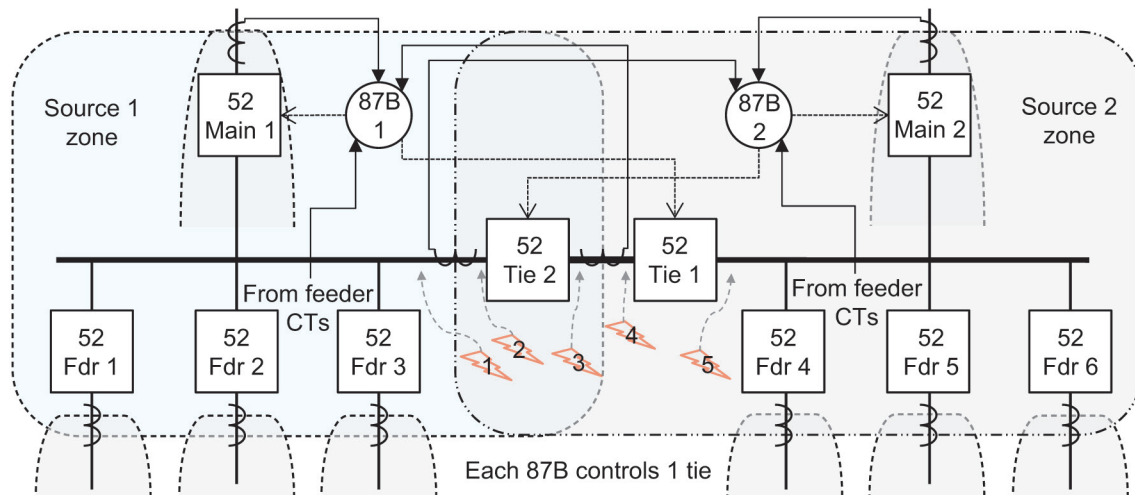 52
Main 1
87B
1
87B
2
52
Main 2
Source 1
zone
Source 2
zone
52
Tie 2
52
Tie 1
From feeder
CTs
From feeder
CTs
52
Fdr 1
52
Fdr 2
52
Fdr 3
1
2
3
4
5
52
Fdr 4
52
Fdr 5
52
Fdr 6
Each 87B controls 1 tie